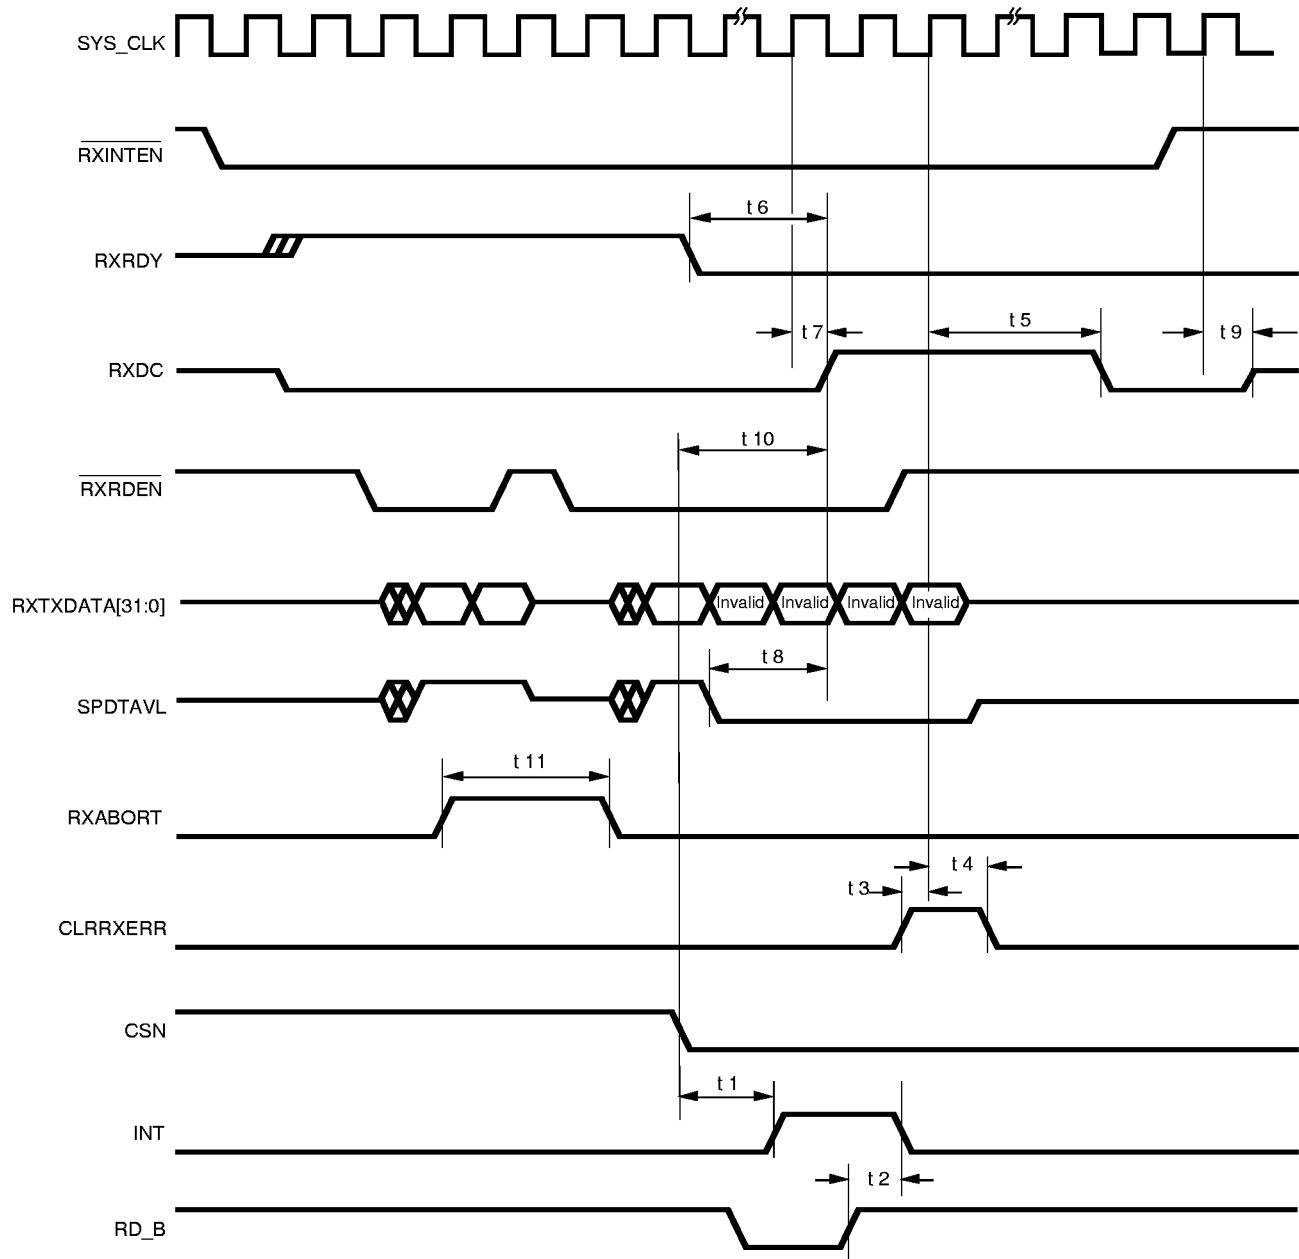 SYS_CLK
RXINTEN
t 6
RXRDY
t 7
t 5
t 9
RXDC
t 10
RXRDEN
RXTXDATA[31:0]
Invalid Invalid Invalid Invalid
t 8
SPDTAVL
t 11
RXABORT
t 4
t 3
CLRRXERR
CSN
t 1
INT
t 2
RD_B